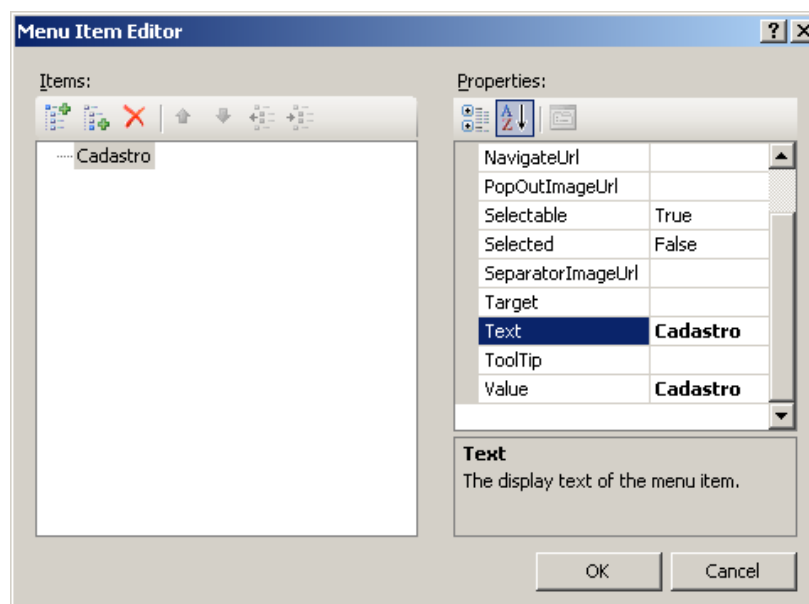 Menu Item Editor
Items:
Cadastro
Properties:
NavigateUrl
PopOutImageUrl
Selectable True
Selected False
SeparatorImageUrl
Target
Text Cadastro
ToolTip
Value Cadastro
Text
The display text of the menu item.
OK Cancel